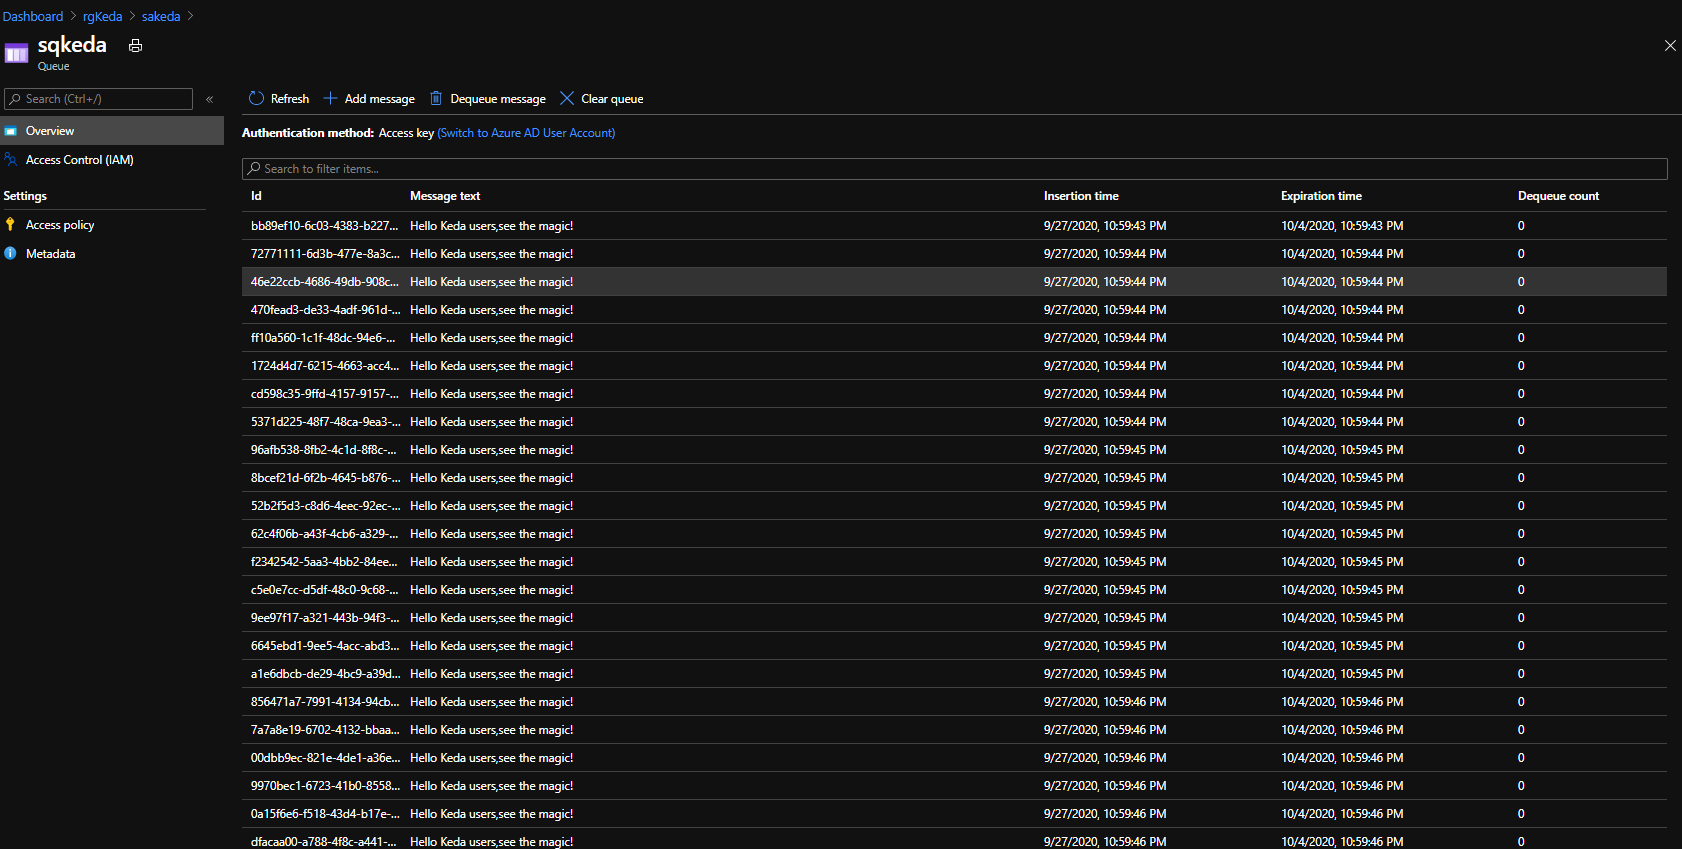 Dashboard > rgKeda > sakeda >
sqkeda
Queue
Search (Ctrl+/) «
Overview
Access Control (IAM)
Settings
Access policy
Metadata
Refresh Add message Dequeue message Clear queue
Authentication method: Access key (Switch to Azure AD User Account)
Search to filter items...
Id Message text Insertion time Expiration time Dequeue count
bb89ef10-6c03-4383-b227... Hello Keda users,see the magic! 9/27/2020, 10:59:43 PM 10/4/2020, 10:59:43 PM 0
72771111-6d3b-477e-8a3c... Hello Keda users,see the magic! 9/27/2020, 10:59:44 PM 10/4/2020, 10:59:44 PM 0
46e22ccb-4686-49db-908c... Hello Keda users,see the magic! 9/27/2020, 10:59:44 PM 10/4/2020, 10:59:44 PM 0
470fead3-de33-4adf-961d-... Hello Keda users,see the magic! 9/27/2020, 10:59:44 PM 10/4/2020, 10:59:44 PM 0
ff10a560-1c1f-48dc-94e6-... Hello Keda users,see the magic! 9/27/2020, 10:59:44 PM 10/4/2020, 10:59:44 PM 0
1724d4d7-6215-4663-acc4... Hello Keda users,see the magic! 9/27/2020, 10:59:44 PM 10/4/2020, 10:59:44 PM 0
cd598c35-9ffd-4157-9157-... Hello Keda users,see the magic! 9/27/2020, 10:59:44 PM 10/4/2020, 10:59:44 PM 0
5371d225-48f7-48ca-9ea3-... Hello Keda users,see the magic! 9/27/2020, 10:59:44 PM 10/4/2020, 10:59:44 PM 0
96afb538-8fb2-4c1d-8f8c-... Hello Keda users,see the magic! 9/27/2020, 10:59:45 PM 10/4/2020, 10:59:45 PM 0
8bcef21d-6f2b-4645-b876-... Hello Keda users,see the magic! 9/27/2020, 10:59:45 PM 10/4/2020, 10:59:45 PM 0
52b2f5d3-c8d6-4eec-92ec-... Hello Keda users,see the magic! 9/27/2020, 10:59:45 PM 10/4/2020, 10:59:45 PM 0
62c4f06b-a43f-4cb6-a329-... Hello Keda users,see the magic! 9/27/2020, 10:59:45 PM 10/4/2020, 10:59:45 PM 0
f2342542-5aa3-4bb2-84ee... Hello Keda users,see the magic! 9/27/2020, 10:59:45 PM 10/4/2020, 10:59:45 PM 0
c5e0e7cc-d5df-48c0-9c68-... Hello Keda users,see the magic! 9/27/2020, 10:59:45 PM 10/4/2020, 10:59:45 PM 0
9ee97f17-a321-443b-94f3-... Hello Keda users,see the magic! 9/27/2020, 10:59:45 PM 10/4/2020, 10:59:45 PM 0
6645ebd1-9ee5-4acc-abd3... Hello Keda users,see the magic! 9/27/2020, 10:59:45 PM 10/4/2020, 10:59:45 PM 0
a1e6dbcb-de29-4bc9-a39d... Hello Keda users,see the magic! 9/27/2020, 10:59:45 PM 10/4/2020, 10:59:45 PM 0
856471a7-7991-4134-94cb... Hello Keda users,see the magic! 9/27/2020, 10:59:46 PM 10/4/2020, 10:59:46 PM 0
7a7a8e19-6702-4132-bbaa... Hello Keda users,see the magic! 9/27/2020, 10:59:46 PM 10/4/2020, 10:59:46 PM 0
00dbb9ec-821e-4de1-a36e... Hello Keda users,see the magic! 9/27/2020, 10:59:46 PM 10/4/2020, 10:59:46 PM 0
9970bec1-6723-41b0-8558... Hello Keda users,see the magic! 9/27/2020, 10:59:46 PM 10/4/2020, 10:59:46 PM 0
0a15f6e6-f518-43d4-b17e-... Hello Keda users,see the magic! 9/27/2020, 10:59:46 PM 10/4/2020, 10:59:46 PM 0
dfacaa00-a788-4f8c-a441-... Hello Keda users,see the magic! 9/27/2020, 10:59:46 PM 10/4/2020, 10:59:46 PM 0